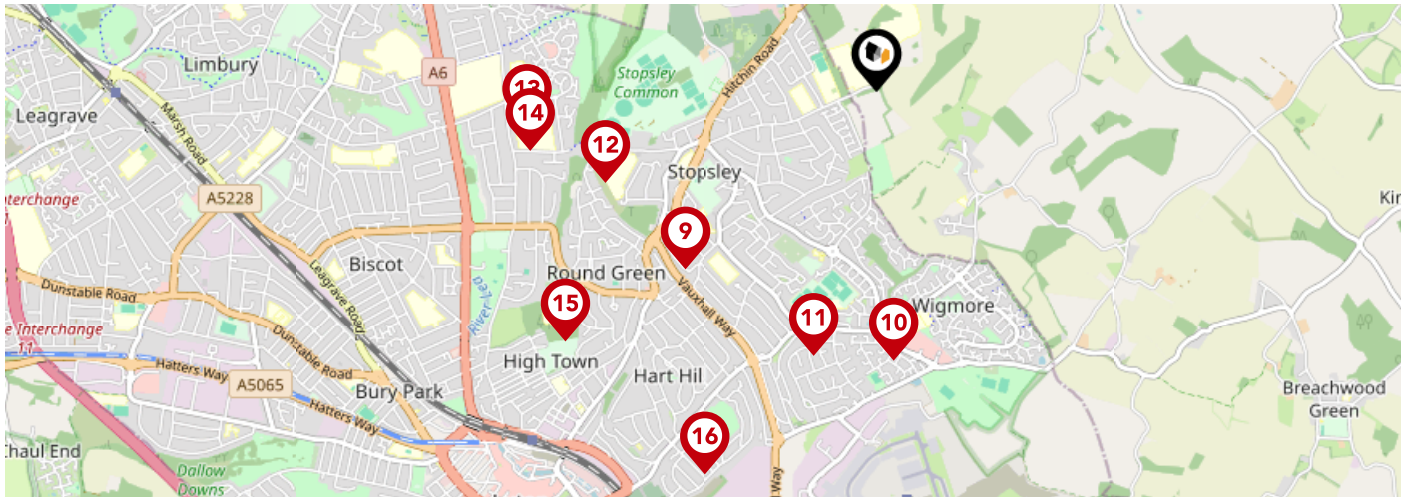 Limbury
A6
Stopsley
Common
Hitchin Road
Leagrave
Marsh Road
13
14
12
Stopsley
A5228
9
Biscot
Round Green
Leagrave Road
River Lea
Vauxhall Way
Dunstable Road
15
11
10
Wigmore
e Interchange
11
High Town
Hart Hil
Dunstable Road
Hatters Way
A5065
Bury Park
Hatters Way
Breachwood
Green
16
Chaul End
Dallow
Downs
t Way